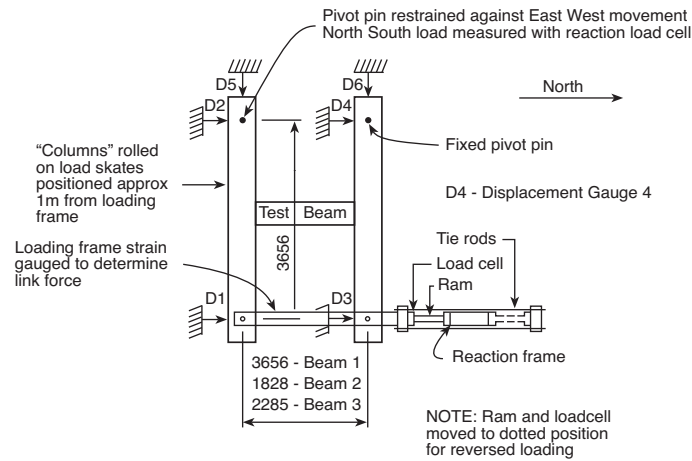 Pivot pin restrained against East West movement
North South load measured with reaction load cell
D5
D6
North
D2
D4
Fixed pivot pin
"Columns" rolled
on load skates
positioned approx
1m from loading
frame
D4 - Displacement Gauge 4
Test Beam
3656
Loading frame strain
gauged to determine
link force
Tie rods
Load cell
Ram
D1
D3
Reaction frame
3656 - Beam 1
1828 - Beam 2
2285 - Beam 3
NOTE: Ram and loadcell
moved to dotted position
for reversed loading